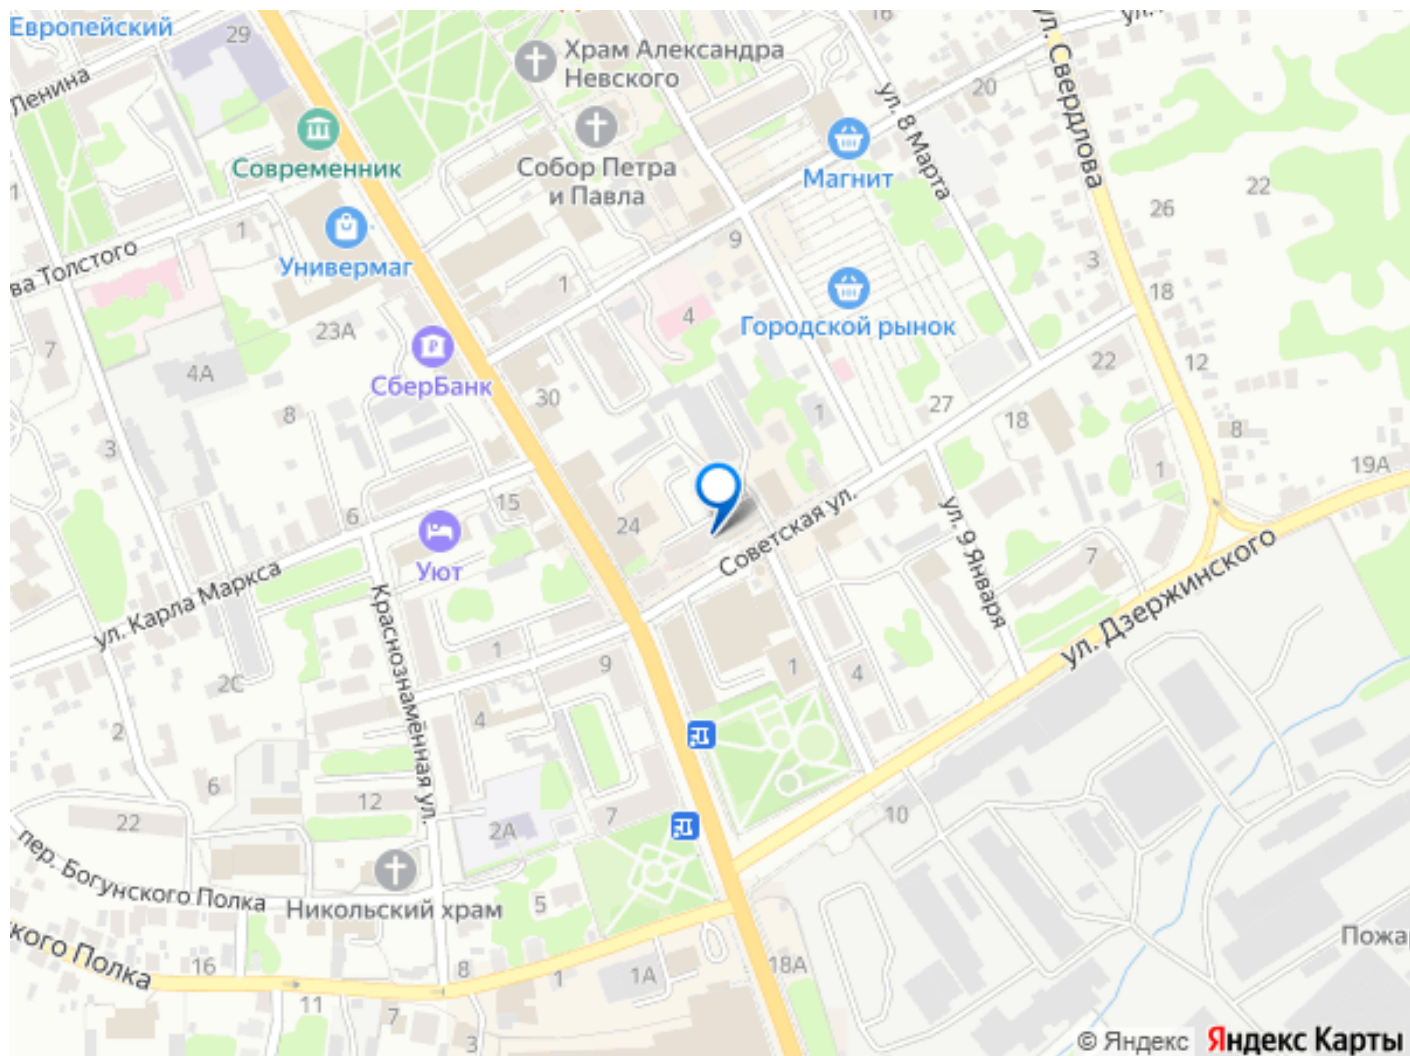 Европейский
29
16
ул. Свердлова
Храм Александра
Невского
Ленина
20
ул. 8 Марта
Современник
Собор Петра
и Павла
Магнит
22
26
1
1
9
3
ва Толстого
Универмаг
1
18
4
Городской рынок
23А
7
4А
СберБанк
22
12
30
8
1
27
18
8
3
19А
1
15
6
24
Советская ул.
ул. 9 Января
Уют
7
ул. Дзержинского
ул. Карла Маркса
Краснознамённая ул.
1
9
1
4
2С
4
2
6
12
22
7
2А
10
пер. Богунского Полка
Никольский храм
5
кого Полка
16
8
1
1А
18А
Пожа
11
7
3
© Яндекс Яндекс Карты